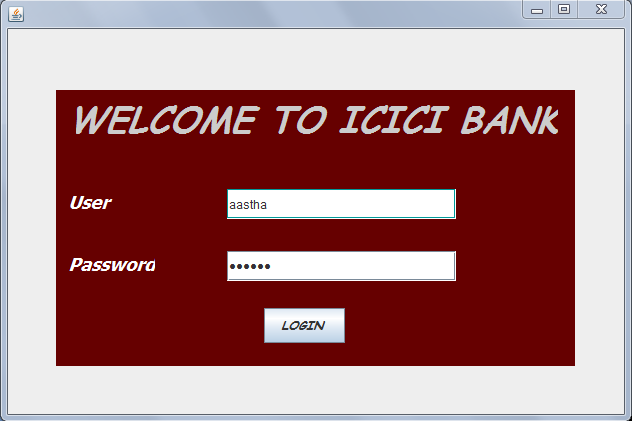 WELCOME TO ICICI BANK
User
aastha
Password
••••••
LOGIN